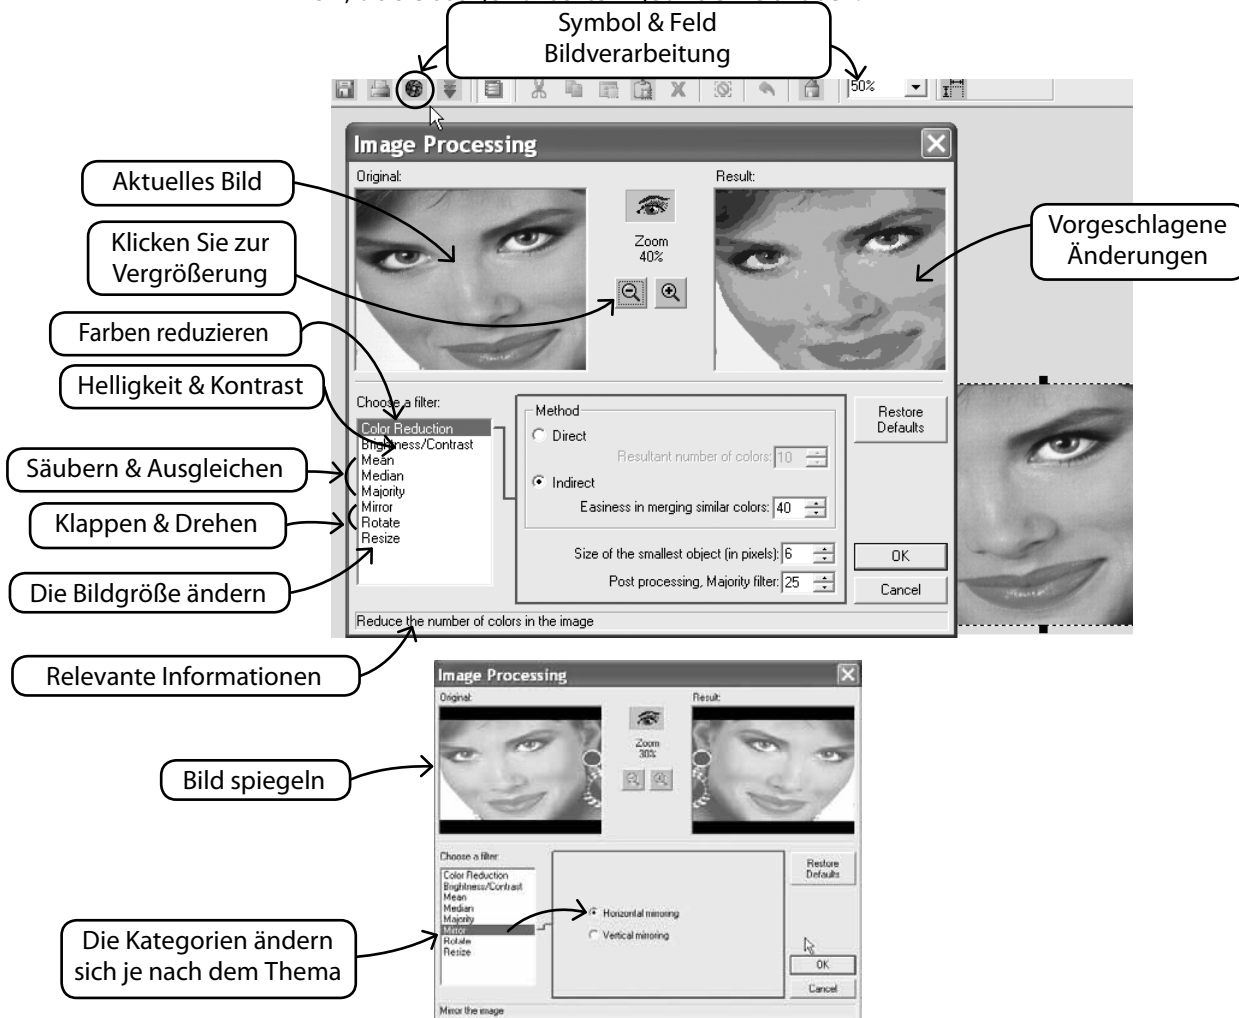 Symbol & Feld
Bildverarbeitung
50%
Image Processing
Original:
Result:
Aktuelles Bild
Klicken Sie zur
Vergrößerung
Zoom
40%
Vorgeschlagene
Änderungen
Farben reduzieren
Helligkeit & Kontrast
Säubern & Ausgleichen
Klappen & Drehen
Die Bildgröße ändern
Relevante Informationen
Choose a filter:
Color Reduction
Brightness/Contrast
Mean
Median
Majority
Mirror
Rotate
Resize
Method
Direct
Resultant number of colors: 10
Indirect
Easiness in merging similar colors: 40
Size of the smallest object (in pixels): 6
Post processing, Majority filter: 25
Restore
Defaults
OK
Cancel
Reduce the number of colors in the image
Image Processing
Original:
Result:
Zoom
30%
Bild spiegeln
Choose a filter:
Color Reduction
Brightness/Contrast
Mean
Median
Majority
Mirror
Rotate
Resize
Horizontal mirroring
Vertical mirroring
Restore
Defaults
OK
Cancel
Die Kategorien ändern
sich je nach dem Thema
Mirror the image